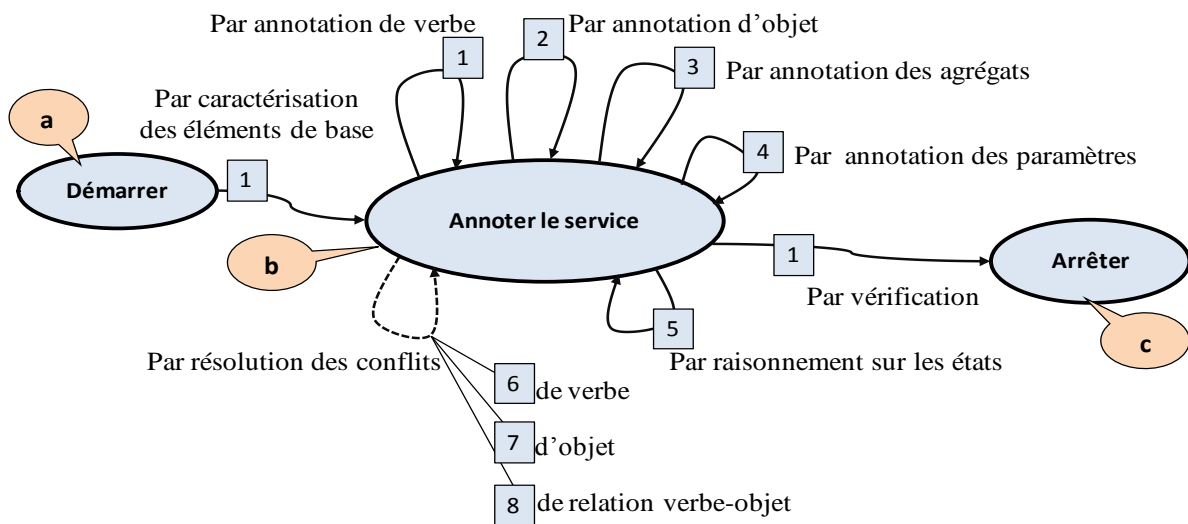 Par annotation de verbe
1
2
Par annotation d’objet
3
Par annotation des agrégats
Par caractérisation
des éléments de base
a
4
Par annotation des paramètres
Démarrer
1
Annoter le service
b
1
Arrêter
Par vérification
5
c
Par résolution des conflits
Par raisonnement sur les états
6
de verbe
7
d’objet
8
de relation verbe-objet